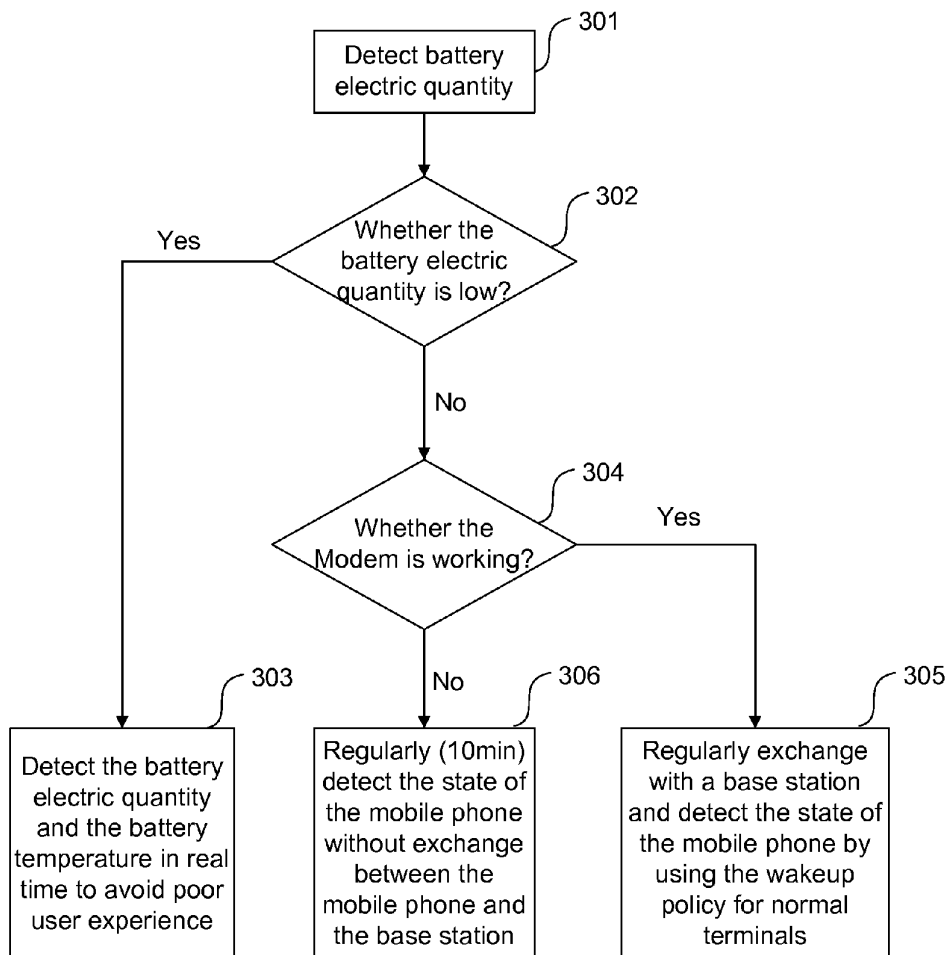 301
Detect battery
electric quantity
302
Whether the
battery electric
quantity is low?
Yes
No
304
Whether the
Modem is working?
Yes
No
303
Detect the battery
electric quantity
and the battery
temperature in real
time to avoid poor
user experience
306
Regularly (10min)
detect the state of
the mobile phone
without exchange
between the
mobile phone and
the base station
305
Regularly exchange
with a base station
and detect the state of
the mobile phone by
using the wakeup
policy for normal
terminals